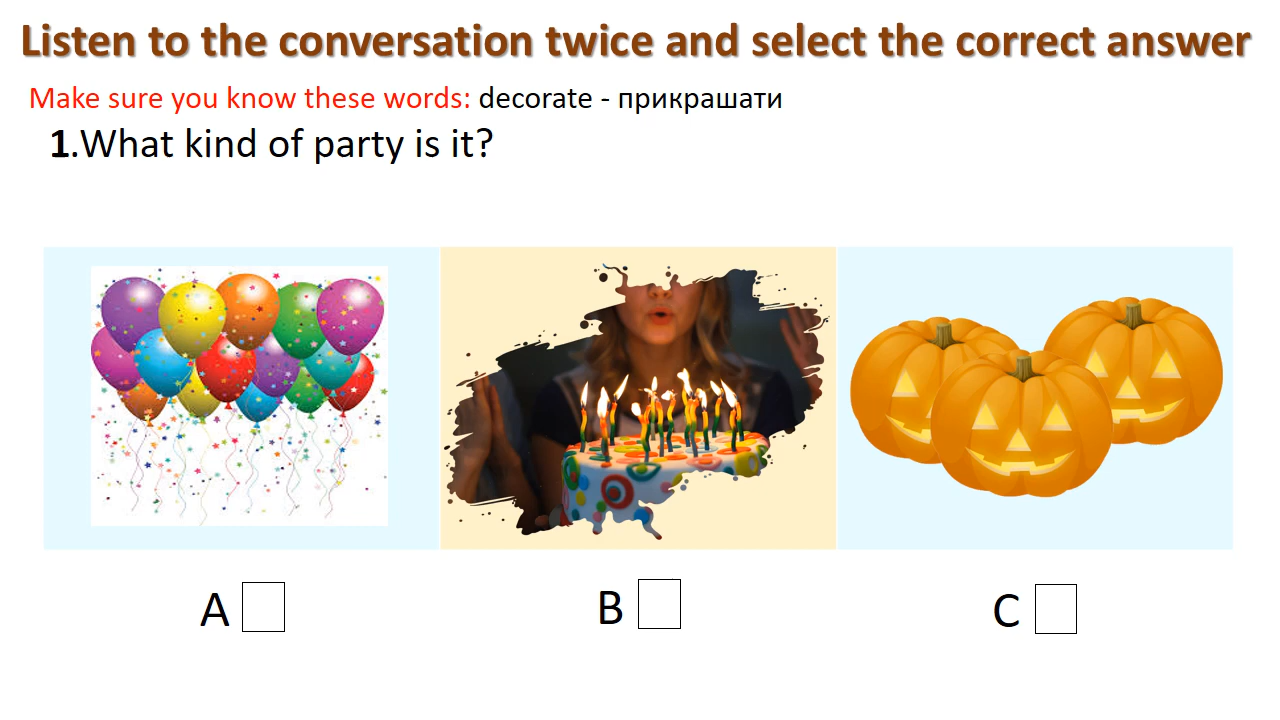 Listen to the conversation twice and select the correct answer
Make sure you know these words: decorate - прикрашати
1.What kind of party is it?
A B C